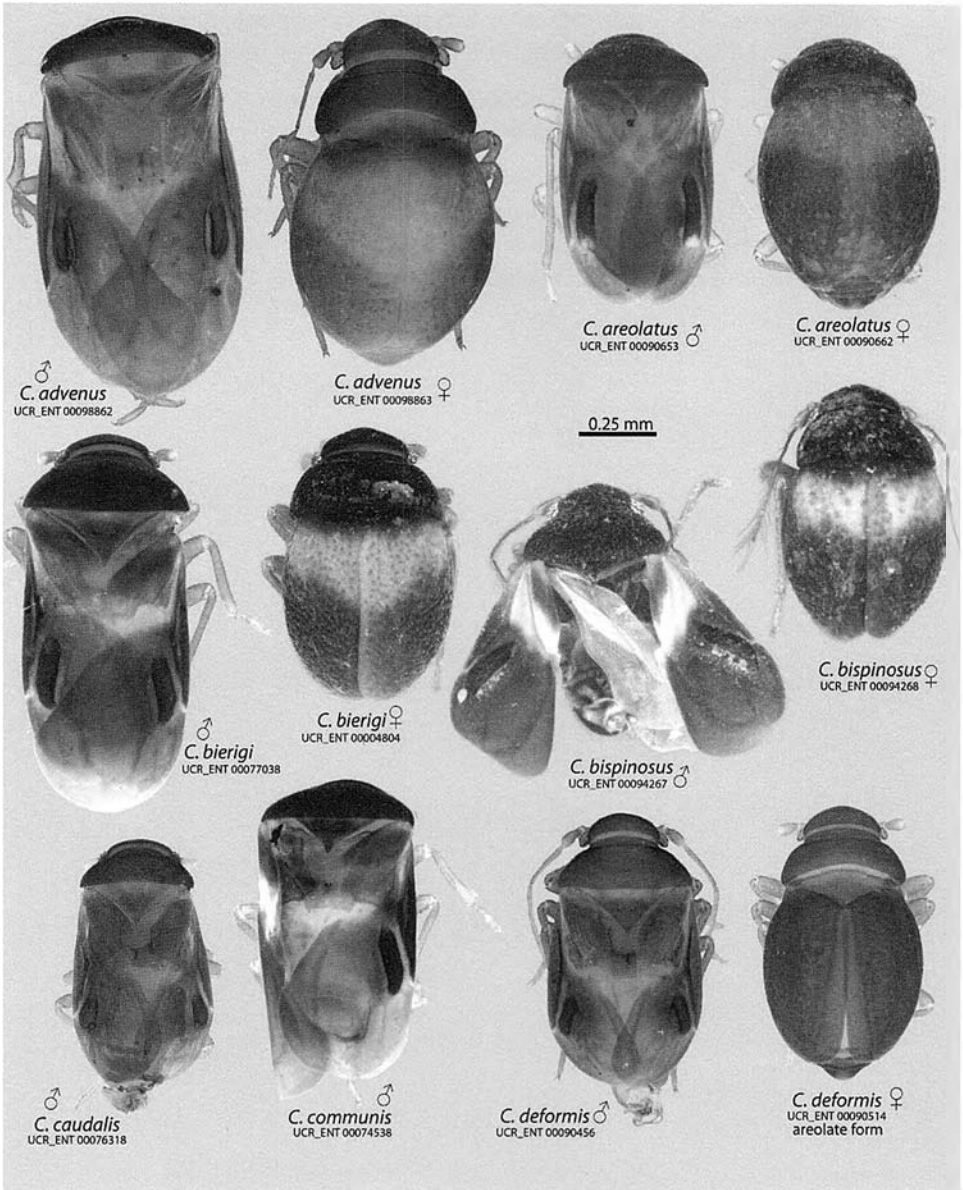 ♂
C. advenus
UCR_ENT 00098862
C. advenus ♀
UCR_ENT 00098863
C. areolatus ♂
UCR_ENT 00090653
C. areolatus ♀
UCR_ENT 00090662
0.25 mm
♂
C. bierigi
UCR_ENT 00077038
C. bierigi ♀
UCR_ENT 00004804
C. bispinosus ♂
UCR_ENT 00094267
C. bispinosus ♀
UCR_ENT 00094268
♂
C. caudalis
UCR_ENT 00076318
♂
C. communis
UCR_ENT 00074538
C. deformis ♂
UCR_ENT 00090456
C. deformis ♀
UCR_ENT 00090514
areolate form